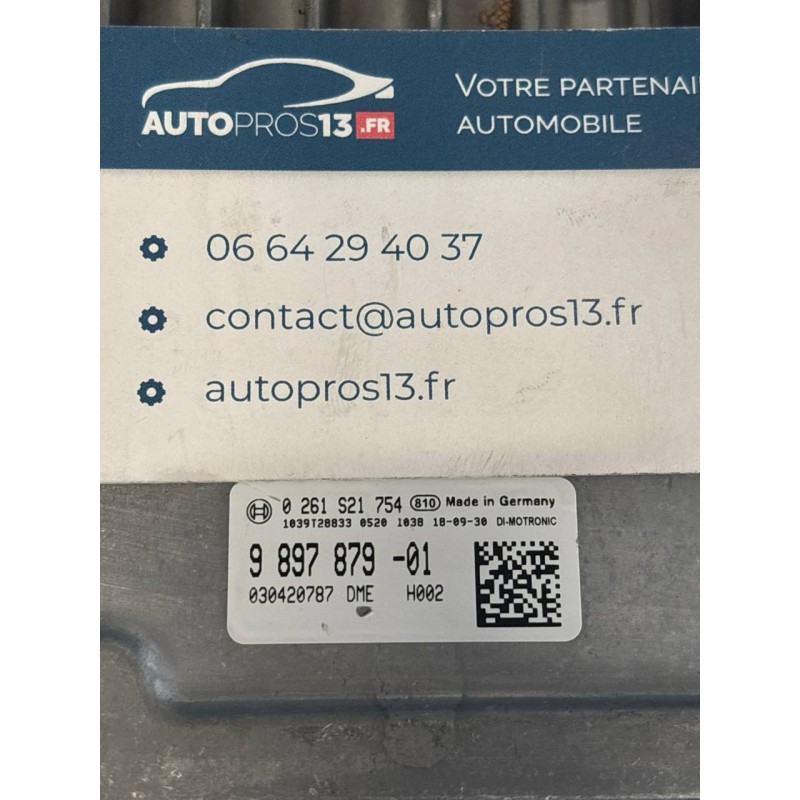 AUTOPROS13.FR
VOTRE PARTENAI
AUTOMOBILE
06 64 29 40 37
contact@autopros13.fr
autopros13.fr
0 261 S21 754 810 Made in Germany
1039T28833 0520 1038 18-09-30 DI-MOTRONIC
9 897 879 -01
030420787 DME H002